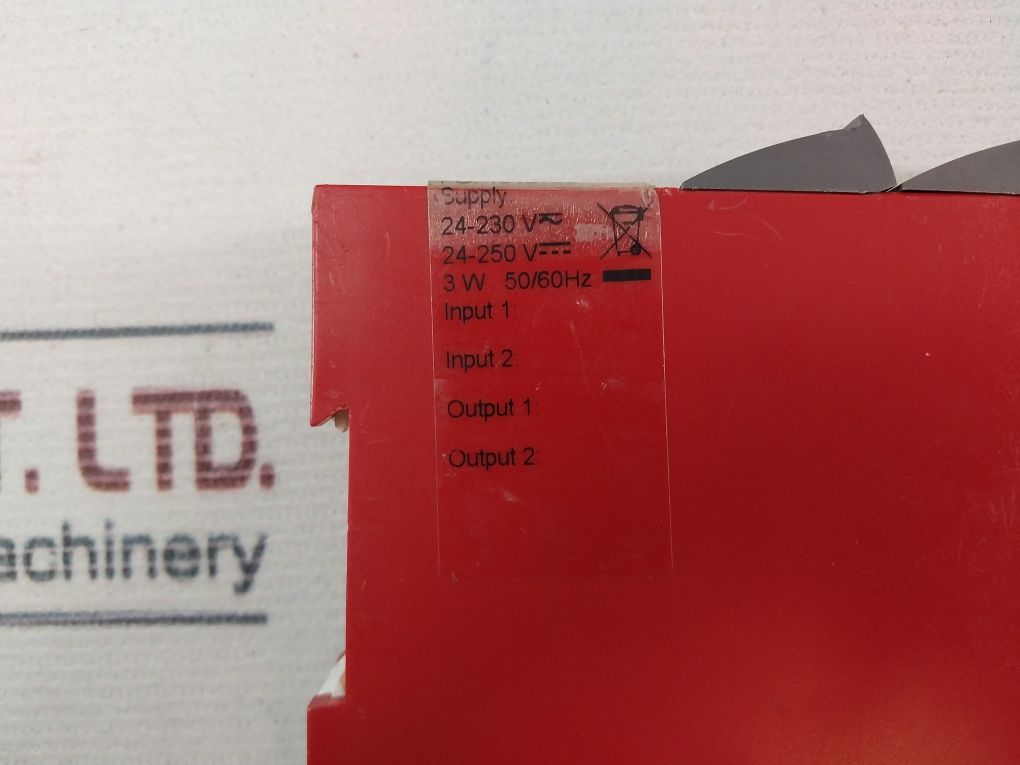 Supply
24-230 V
24-250 V
3 W 50/60Hz
Input 1:
Input 2:
Output 1:
Output 2:
T. LTD.
achinery